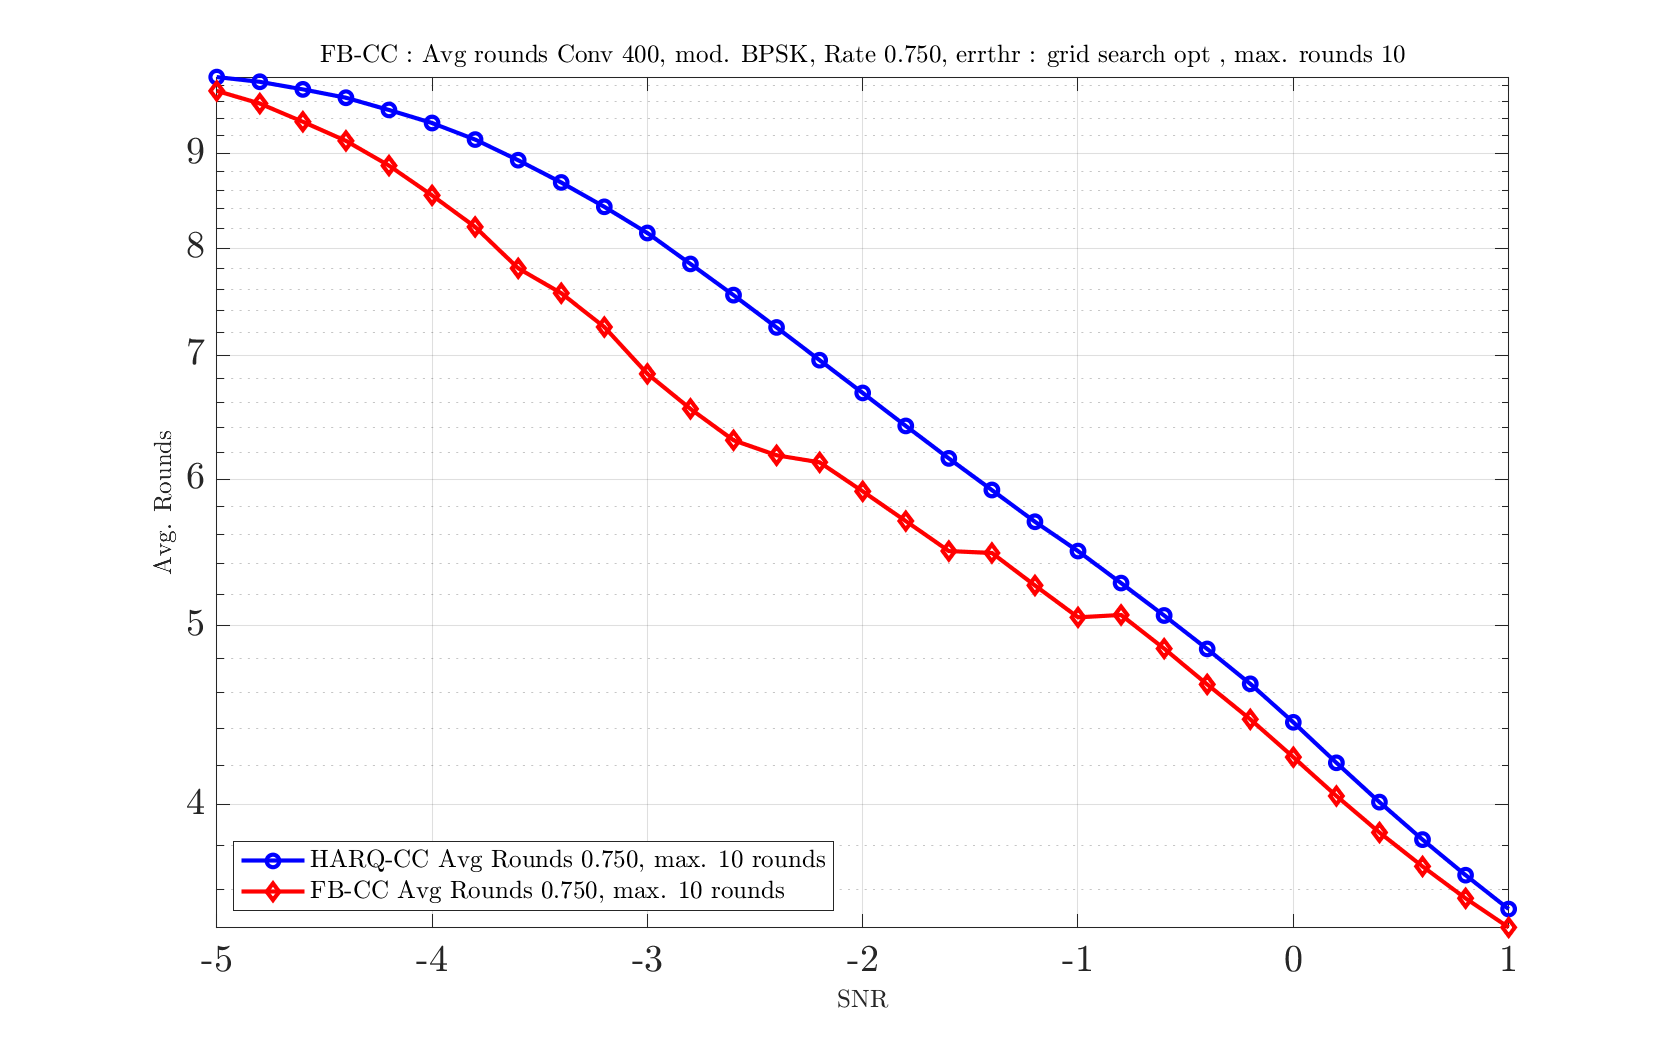 FB-CC : Avg rounds Conv 400, mod. BPSK, Rate 0.750, errthr : grid search opt , max. rounds 10
9
8
7
6
5
4
Avg. Rounds
HARQ-CC Avg Rounds 0.750, max. 10 rounds
FB-CC Avg Rounds 0.750, max. 10 rounds
-5 -4 -3 -2 -1 0 1
SNR